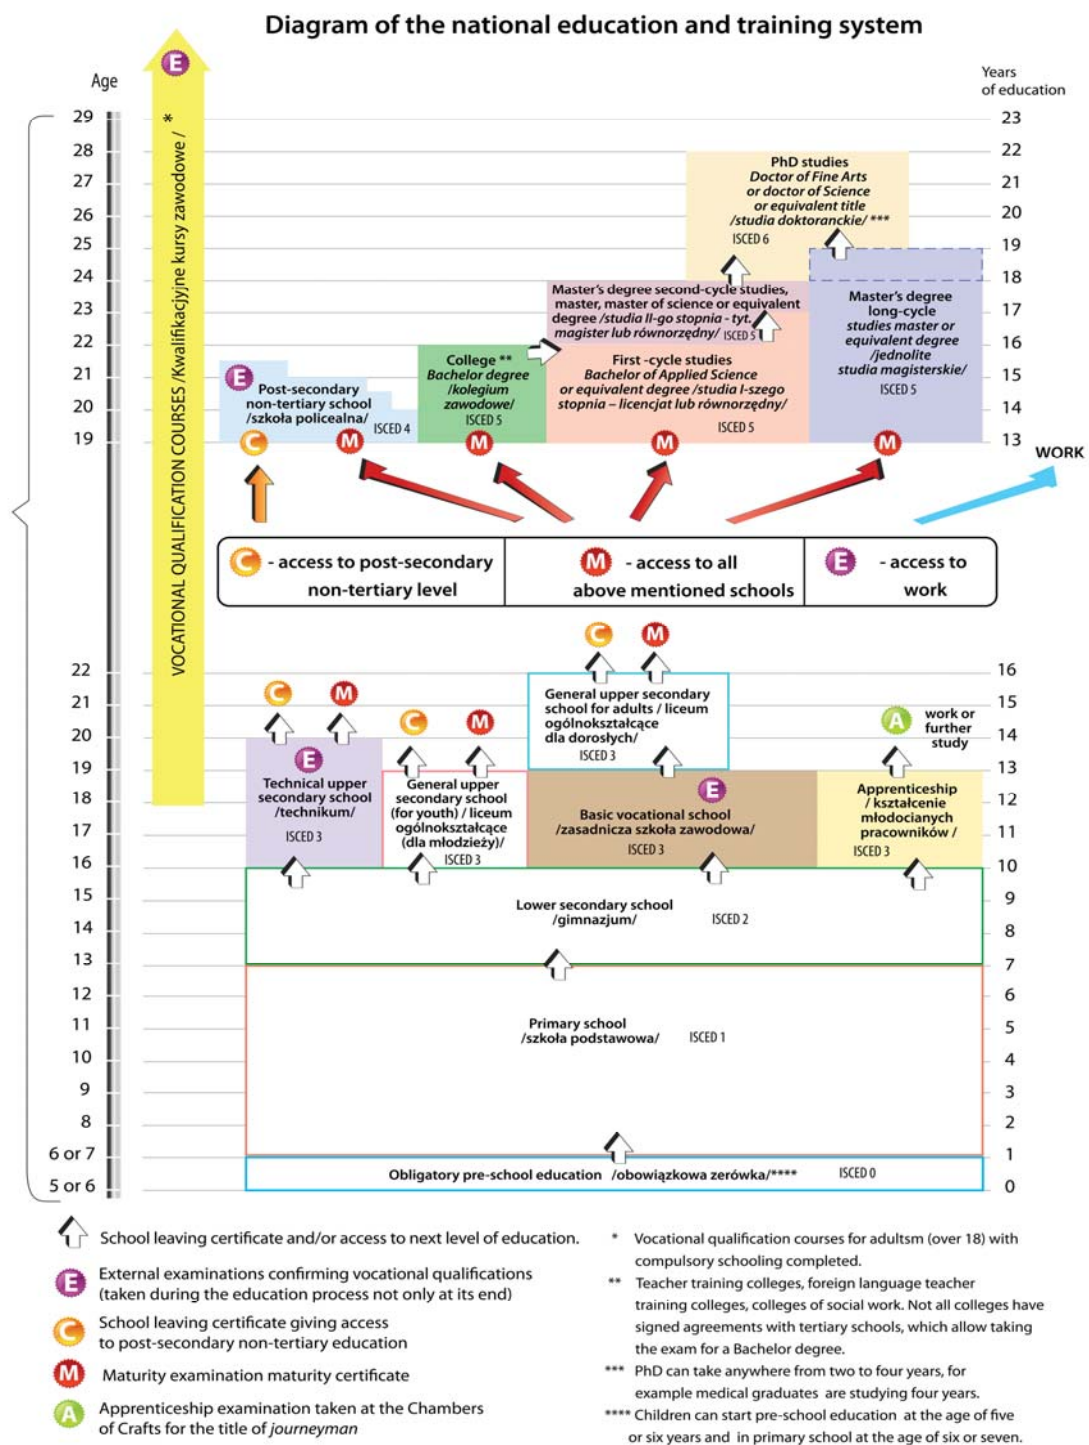 Diagram of the national education and training system
Age
Years
of education
E
VOCATIONAL QUALIFICATION COURSES /Kwalifikacyjne kursy zawodowe / *
29
28
27
26
25
24
23
22
21
20
19
23
22
21
20
19
18
17
16
15
14
13
PhD studies
Doctor of Fine Arts
or doctor of Science
or equivalent title
/studia doktoranckie/ ***
ISCED 6
Master's degree second-cycle studies,
master, master of science or equivalent
degree /studia II-go stopnia - tyt.
magister lub równorzędny/ ISCED 5
Master's degree
long-cycle
studies master or
equivalent degree
/jednolite
studia magisterskie/
ISCED 5
E
Post-secondary
non-tertiary school
/szkoła policealna/
ISCED 4
College **
Bachelor degree
/kolegium
zawodowe/
ISCED 5
First -cycle studies
Bachelor of Applied Science
or equivalent degree /studia I-szego
stopnia – licencjat lub równorzędny/
ISCED 5
C
M
M
M
M
WORK
C - access to post-secondary
non-tertiary level
M - access to all
above mentioned schools
E - access to
work
22
21
20
19
18
17
16
15
14
13
12
11
10
9
8
6 or 7
5 or 6
16
15
14
13
12
11
10
9
8
7
6
5
4
3
2
1
0
C
M
C
M
C
M
General upper secondary
school for adults / liceum
ogólnokształcące
dla dorosłych/
ISCED 3
A
work or
further
study
E
Technical upper
secondary school
/technikum/
ISCED 3
General upper
secondary school
(for youth) / liceum
ogólnokształcące
(dla młodzieży)/
ISCED 3
E
Basic vocational school
/zasadnicza szkoła zawodowa/
ISCED 3
Apprenticeship
/ kształcenie
młodocianych
pracowników /
ISCED 3
Lower secondary school
/gimnazjum/
ISCED 2
Primary school
/szkoła podstawowa/
ISCED 1
Obligatory pre-school education /obowiązkowa zerówka/**** ISCED 0
School leaving certificate and/or access to next level of education.
E External examinations confirming vocational qualifications
(taken during the education process not only at its end)
C School leaving certificate giving access
to post-secondary non-tertiary education
M Maturity examination maturity certificate
A Apprenticeship examination taken at the Chambers
of Crafts for the title of journeyman
* Vocational qualification courses for adultsm (over 18) with
compulsory schooling completed.
** Teacher training colleges, foreign language teacher
training colleges, colleges of social work. Not all colleges have
signed agreements with tertiary schools, which allow taking
the exam for a Bachelor degree.
*** PhD can take anywhere from two to four years, for
example medical graduates are studying four years.
**** Children can start pre-school education at the age of five
or six years and in primary school at the age of six or seven.